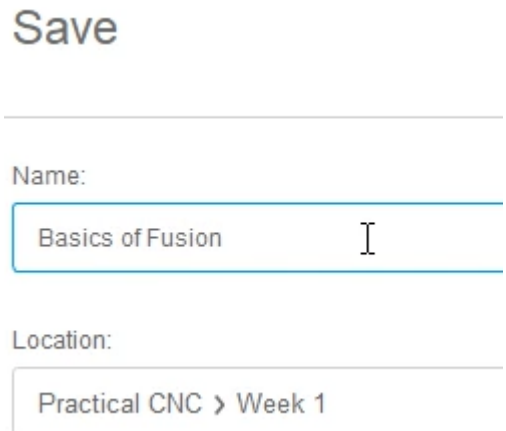 Save
Name:
Basics of Fusion
Location:
Practical CNC › Week 1